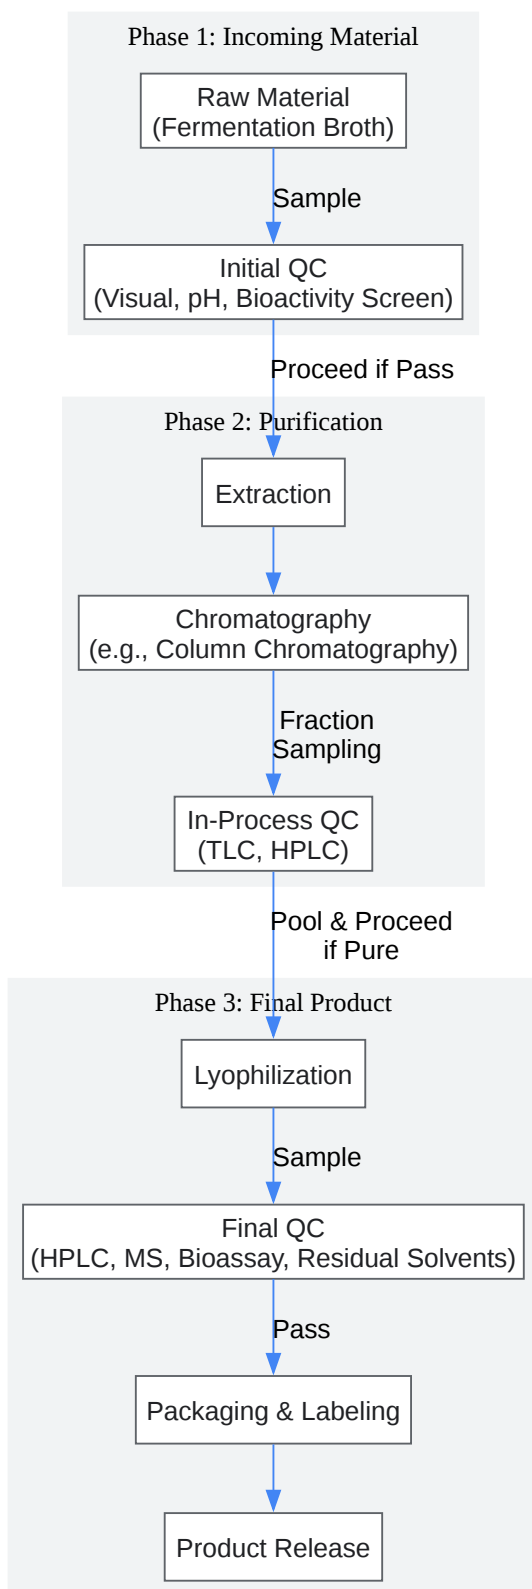 Phase 1: Incoming Material
Raw Material
(Fermentation Broth)
Sample
Initial QC
(Visual, pH, Bioactivity Screen)
Proceed if Pass
Phase 2: Purification
Extraction
Chromatography
(e.g., Column Chromatography)
Fraction
Sampling
In-Process QC
(TLC, HPLC)
Pool & Proceed
if Pure
Phase 3: Final Product
Lyophilization
Sample
Final QC
(HPLC, MS, Bioassay, Residual Solvents)
Pass
Packaging & Labeling
Product Release